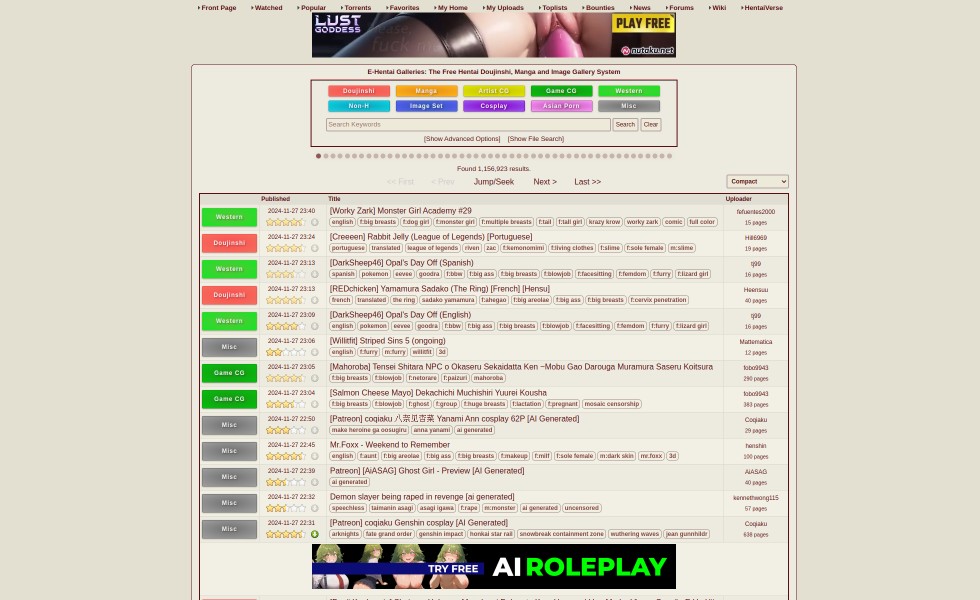 Front Page Watched Popular Torrents Favorites My Home My Uploads Toplists Bounties News Forums Wiki HentaiVerse
LUST GODDESS PLAY FREE
nutaku.net
E-Hentai Galleries: The Free Hentai Doujinshi, Manga and Image Gallery System
Doujinshi Manga Artist CG Game CG Western
Non-H Image Set Cosplay Asian Porn Misc
Search Keywords Search Clear
[Show Advanced Options] [Show File Search]
Found 1,156,923 results.
<< First < Prev Jump/Seek Next > Last >> Compact
Published Title Uploader
Western 2024-11-27 23:40 [Worky Zark] Monster Girl Academy #29 fefuentes2000
english f:big breasts f:dog girl f:monster girl f:multiple breasts f:tail f:tall girl krazy krow worky zark comic full color 15 pages
Doujinshi 2024-11-27 23:24 [Creeeen] Rabbit Jelly (League of Legends) [Portuguese] Hill6969
portuguese translated league of legends riven zac f:kemonomimi f:living clothes f:slime f:sole female m:slime 19 pages
Western 2024-11-27 23:13 [DarkSheep46] Opal's Day Off (Spanish) tj99
spanish pokemon eevee goodra f:bbw f:big ass f:big breasts f:blowjob f:facesitting f:femdom f:furry f:lizard girl 16 pages
Doujinshi 2024-11-27 23:13 [REDchicken] Yamamura Sadako (The Ring) [French] [Hensu] Heensuu
french translated the ring sadako yamamura f:ahegao f:big areolae f:big ass f:big breasts f:cervix penetration 40 pages
Western 2024-11-27 23:09 [DarkSheep46] Opal's Day Off (English) tj99
english pokemon eevee goodra f:bbw f:big ass f:big breasts f:blowjob f:facesitting f:femdom f:furry f:lizard girl 16 pages
Misc 2024-11-27 23:06 [Willitfit] Striped Sins 5 (ongoing) Mattematica
english f:furry m:furry willitfit 3d 12 pages
Game CG 2024-11-27 23:05 [Mahoroba] Tensei Shitara NPC o Okaseru Sekaidatta Ken ~Mobu Gao Darouga Muramura Saseru Koitsura fobo9943
f:big breasts f:blowjob f:netorare f:paizuri mahoroba 290 pages
Game CG 2024-11-27 23:04 [Salmon Cheese Mayo] Dekachichi Muchishiri Yuurei Kousha fobo9943
f:big breasts f:blowjob f:ghost f:group f:huge breasts f:lactation f:pregnant mosaic censorship 383 pages
Misc 2024-11-27 22:50 [Patreon] coqiaku 八奈见杏菜 Yanami Ann cosplay 62P [AI Generated] Coqiaku
make heroine ga oosugiru anna yanami ai generated 29 pages
Misc 2024-11-27 22:45 Mr.Foxx - Weekend to Remember henshin
english f:aunt f:big areolae f:big ass f:big breasts f:makeup f:milf f:sole female m:dark skin mr.foxx 3d 100 pages
Misc 2024-11-27 22:39 Patreon] [AiASAG] Ghost Girl - Preview [AI Generated] AiASAG
ai generated 40 pages
Misc 2024-11-27 22:32 Demon slayer being raped in revenge [ai generated] kennethwong115
speechless taimanin asagi asagi igawa f:rape m:monster ai generated uncensored 57 pages
Misc 2024-11-27 22:31 [Patreon] coqiaku Genshin cosplay [AI Generated] Coqiaku
arknights fate grand order genshin impact honkai star rail snowbreak containment zone wuthering waves jean gunnhildr 638 pages
TRY FREE AI ROLEPLAY